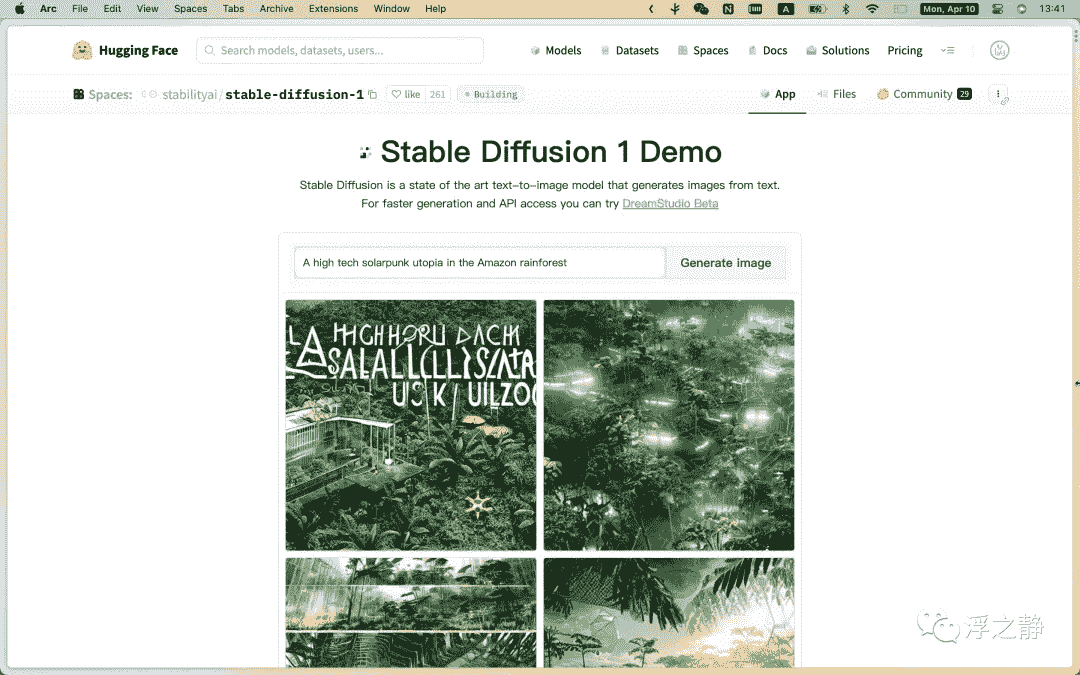 Arc File Edit View Spaces Tabs Archive Extensions Window Help A Mon, Apr 10 13:41
Hugging Face Search models, datasets, users... Models Datasets Spaces Docs Solutions Pricing
Spaces: stabilityai/stable-diffusion-1 like 261 Building App Files Community 29
Stable Diffusion 1 Demo
Stable Diffusion is a state of the art text-to-image model that generates images from text.
For faster generation and API access you can try DreamStudio Beta
A high tech solarpunk utopia in the Amazon rainforest Generate image
浮之静